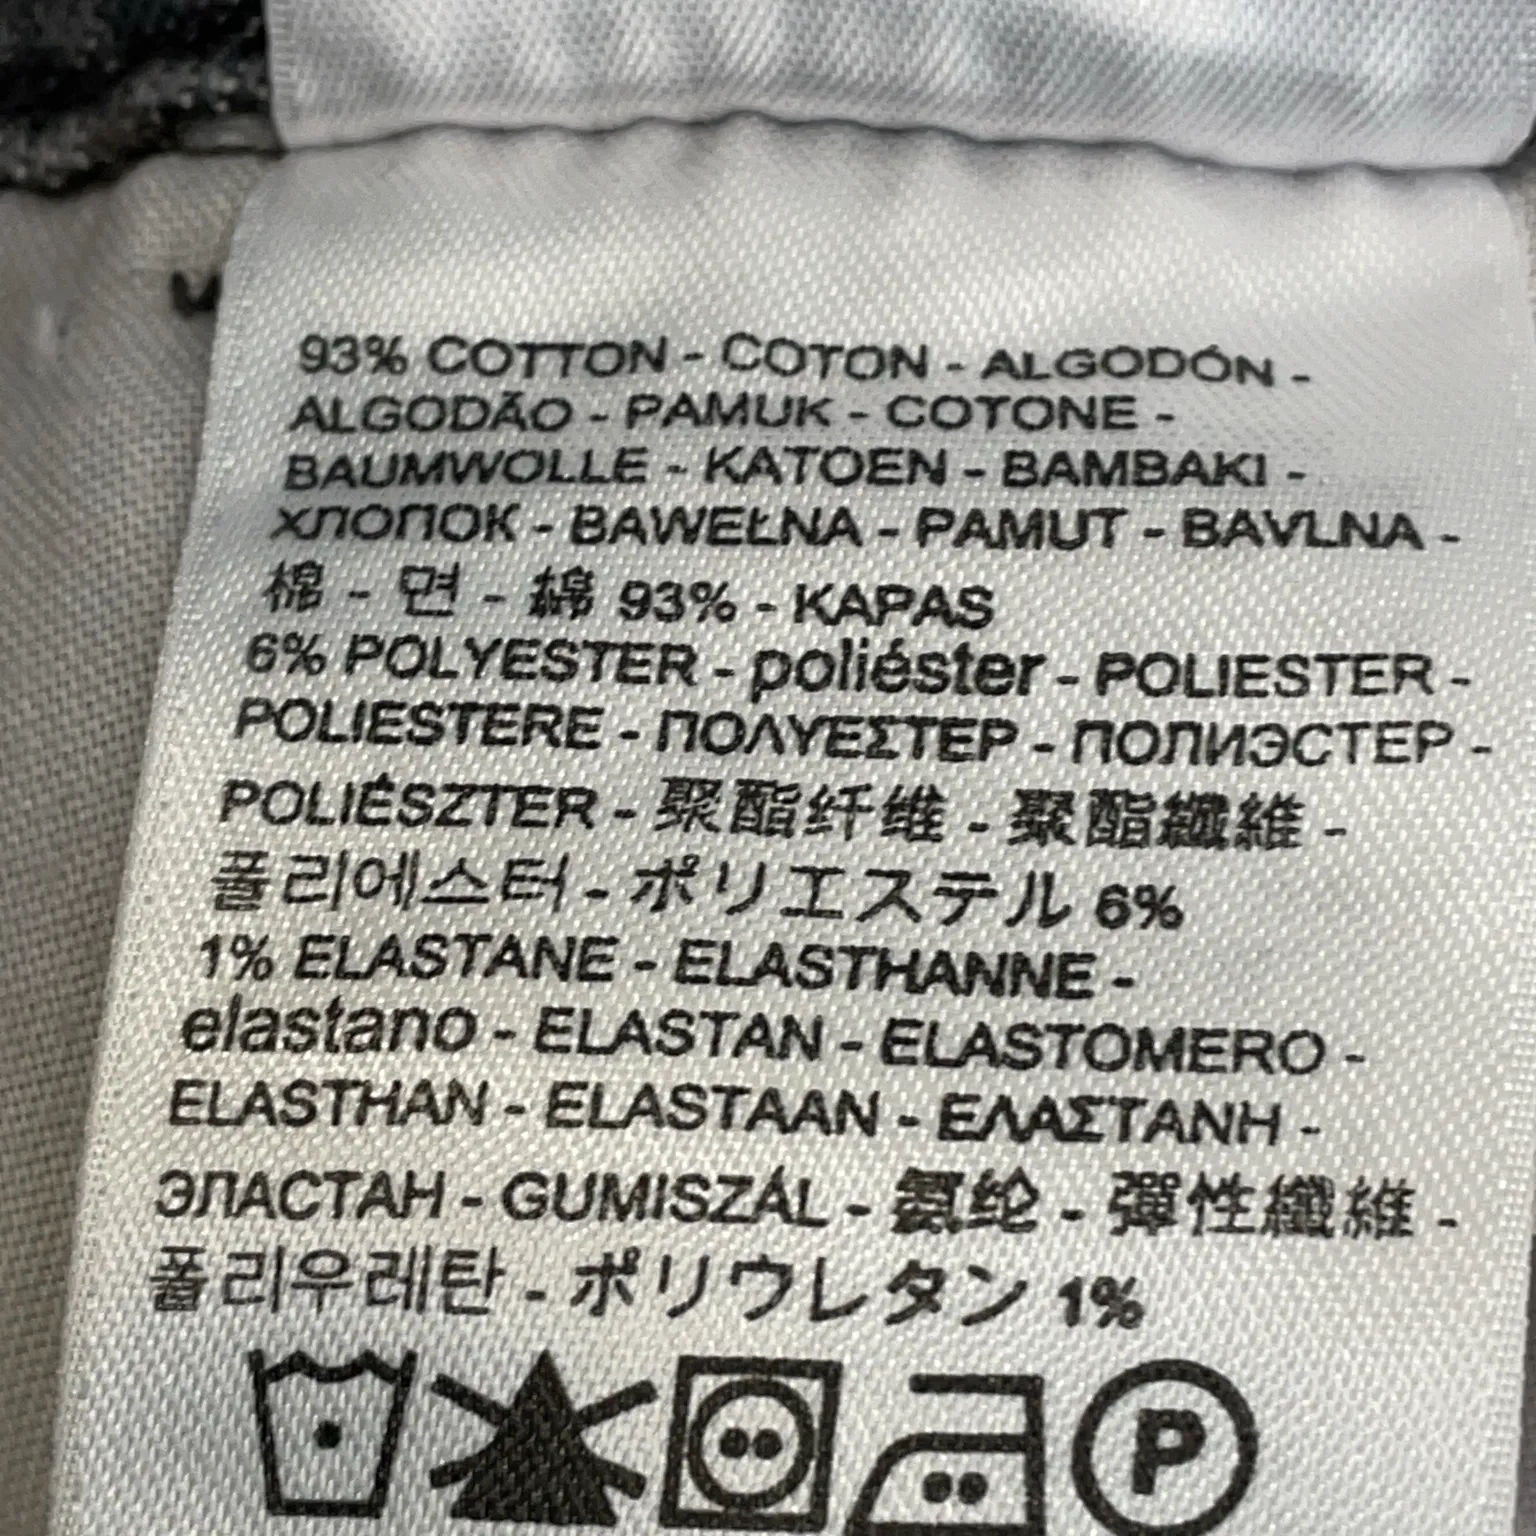 93% COTTON - COTON - ALGODÓN -
ALGODÃO - PAMUK - COTONE -
BAUMWOLLE - KATOEN - BAMBAKI -
ХЛОПОК - BAWEŁNA - PAMUT - BAVLNA -
棉 - 면 - 綿 93% - KAPAS
6% POLYESTER - poliéster - POLIESTER -
POLIESTERE - ΠΟΛΥΕΣΤΕΡ - ПОЛИЭСТЕР -
POLIÉSZTER - 聚酯纤维 - 聚酯纖維 -
폴리에스터 - ポリエステル 6%
1% ELASTANE - ELASTHANNE -
elastano - ELASTAN - ELASTOMERO -
ELASTHAN - ELASTAAN - ΕΛΑΣΤΑΝΗ -
ЭЛАСТАН - GUMISZÁL - 氨纶 - 彈性纖維 -
폴리우레탄 - ポリウレタン 1%
P